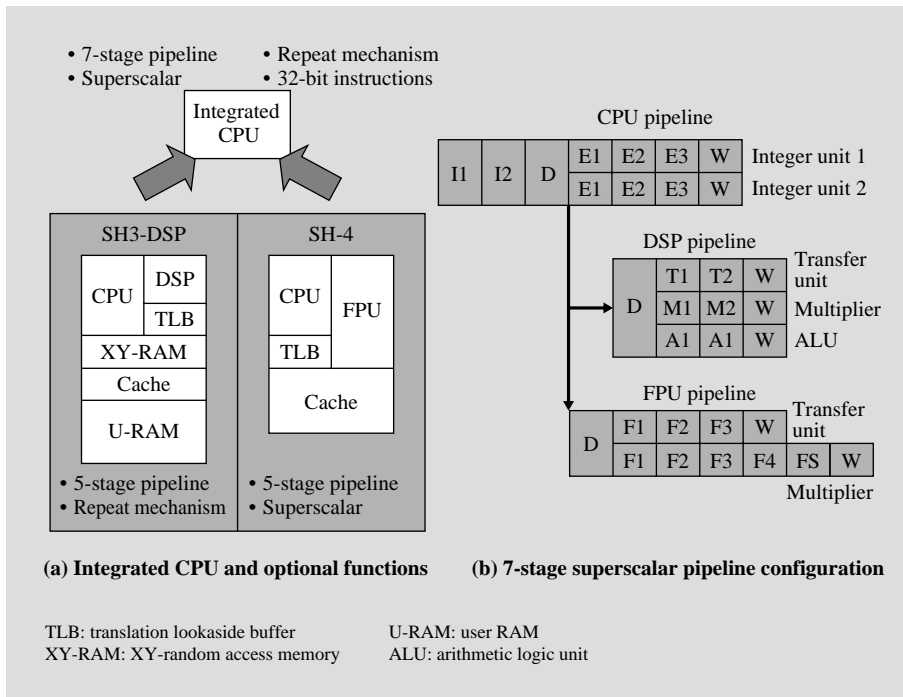 • 7-stage pipeline
• Superscalar
• Repeat mechanism
• 32-bit instructions
Integrated
CPU
SH3-DSP
CPU
DSP
TLB
XY-RAM
Cache
U-RAM
• 5-stage pipeline
• Repeat mechanism
SH-4
CPU
FPU
TLB
Cache
• 5-stage pipeline
• Superscalar
(a) Integrated CPU and optional functions
CPU pipeline
I1 I2 D E1 E2 E3 W Integer unit 1
E1 E2 E3 W Integer unit 2
DSP pipeline
D T1 T2 W Transfer
unit
M1 M2 W Multiplier
A1 A1 W ALU
FPU pipeline
D F1 F2 F3 W Transfer
unit
F1 F2 F3 F4 FS W
Multiplier
(b) 7-stage superscalar pipeline configuration
TLB: translation lookaside buffer
XY-RAM: XY-random access memory
U-RAM: user RAM
ALU: arithmetic logic unit